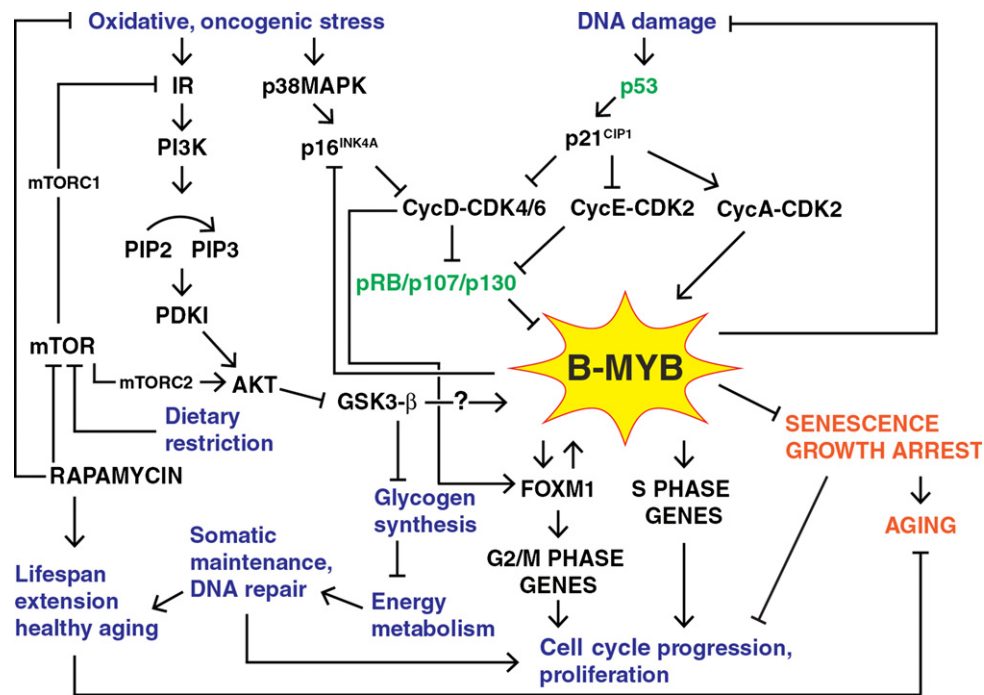 Oxidative, oncogenic stress
DNA damage
IR
p38MAPK
p53
PI3K
p16INK4A
p21CIP1
mTORC1
CycD-CDK4/6
CycE-CDK2
CycA-CDK2
PIP2 PIP3
pRB/p107/p130
PDKI
mTOR
B-MYB
mTORC2
AKT
GSK3-β
?
Dietary
restriction
SENESCENCE
GROWTH ARREST
RAPAMYCIN
FOXM1
S PHASE
GENES
Glycogen
synthesis
AGING
Somatic
maintenance,
DNA repair
G2/M PHASE
GENES
Lifespan
extension
healthy aging
Energy
metabolism
Cell cycle progression,
proliferation